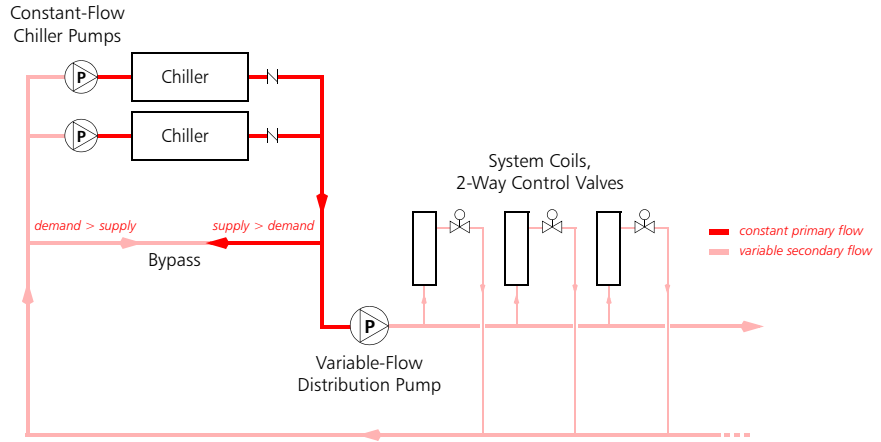 Constant-Flow
Chiller Pumps
P
Chiller
P
Chiller
System Coils,
2-Way Control Valves
demand > supply
supply > demand
Bypass
constant primary flow
variable secondary flow
P
Variable-Flow
Distribution Pump